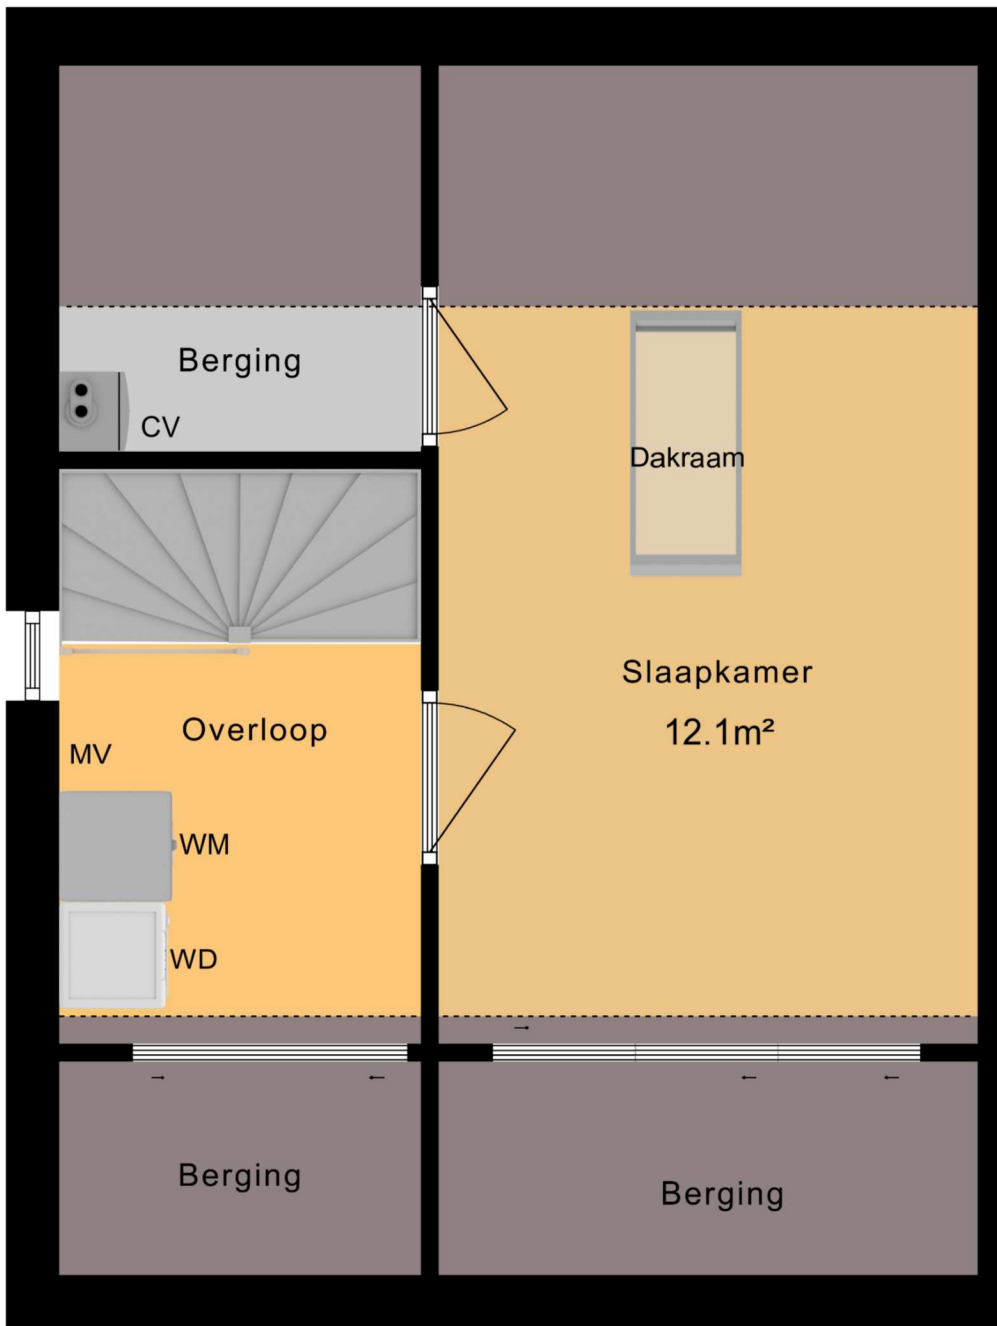 Berging
CV
Dakraam
Slaapkamer
12.1m²
Overloop
MV
WM
WD
Berging
Berging